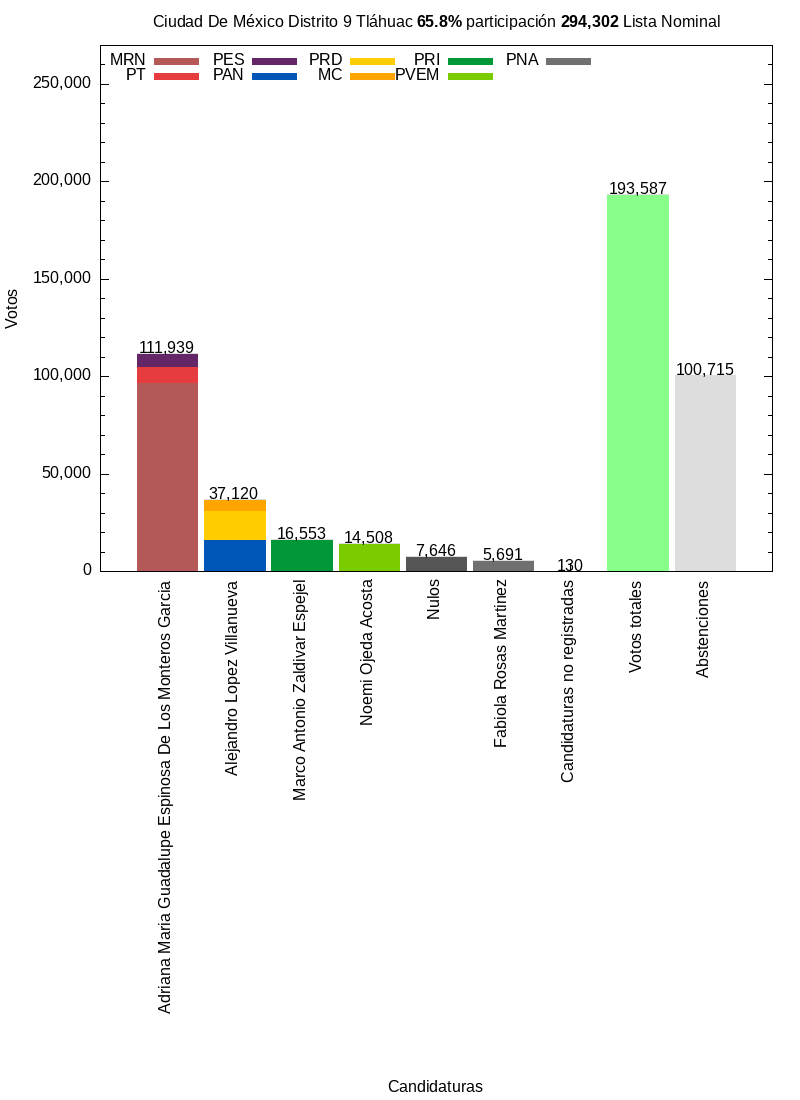 Ciudad De México Distrito 9 Tláhuac 65.8% participación 294,302 Lista Nominal
MRN PES PRD PRI PNA
PT PAN MC PVEM
250,000
200,000
150,000
100,000
50,000
0
Votos
111,939
37,120
16,553
14,508
7,646
5,691
130
193,587
100,715
Adriana Maria Guadalupe Espinosa De Los Monteros Garcia
Alejandro Lopez Villanueva
Marco Antonio Zaldivar Espejel
Noemi Ojeda Acosta
Nulos
Fabiola Rosas Martinez
Candidaturas no registradas
Votos totales
Abstenciones
Candidaturas